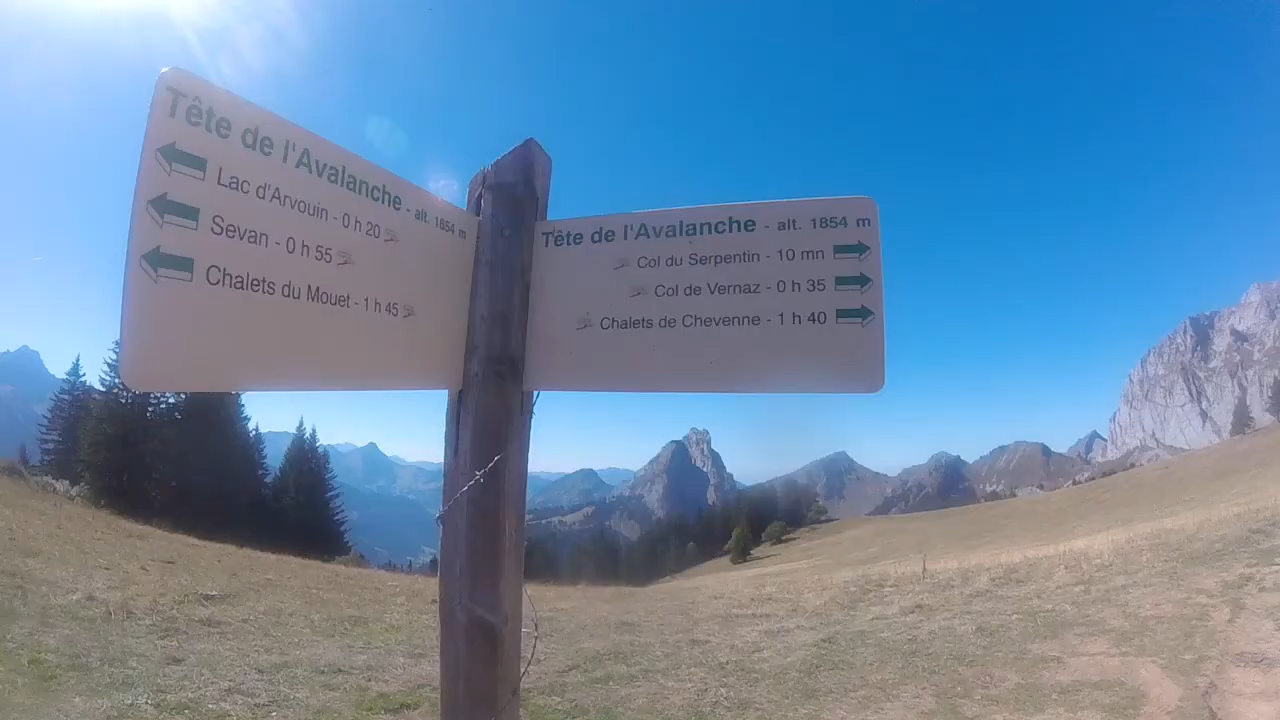 Tête de l'Avalanche - alt. 1854 m
Lac d'Arvouin - 0 h 20
Sevan - 0 h 55
Chalets du Mouet - 1 h 45
Tête de l'Avalanche - alt. 1854 m
Col du Serpentin - 10 mn
Col de Vernaz - 0 h 35
Chalets de Chevenne - 1 h 40